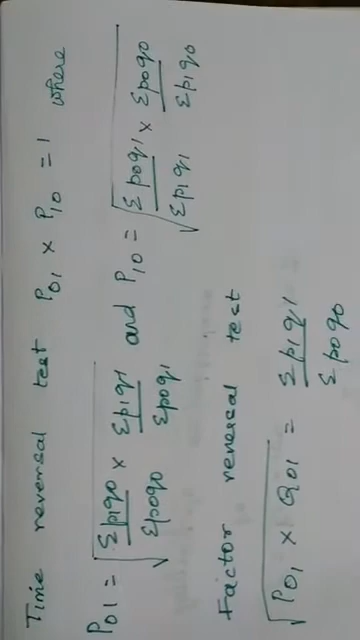 Time reversal test P01 × P10 = 1 where
P01 = √(Σp1q0/Σp0q0 × Σp1q1/Σp0q1) and P10 = √(Σp0q1/Σp1q1 × Σp0q0/Σp1q0)
Factor reversal test
√(P01 × Q01) = Σp1q1/Σp0q0